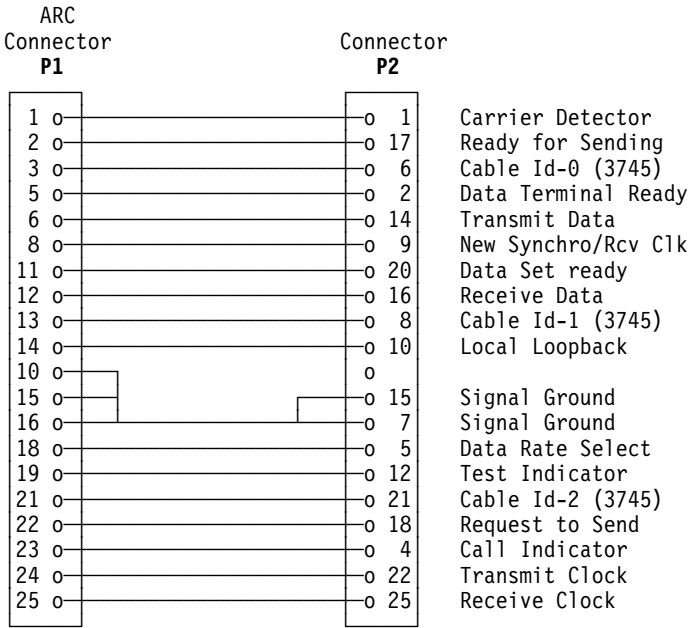 ARC
Connector Connector
P1 P2
1 o o 1 Carrier Detector
2 o o 17 Ready for Sending
3 o o 6 Cable Id-0 (3745)
5 o o 2 Data Terminal Ready
6 o o 14 Transmit Data
8 o o 9 New Synchro/Rcv Clk
11 o o 20 Data Set ready
12 o o 16 Receive Data
13 o o 8 Cable Id-1 (3745)
14 o o 10 Local Loopback
10 o o
15 o o 15 Signal Ground
16 o o 7 Signal Ground
18 o o 5 Data Rate Select
19 o o 12 Test Indicator
21 o o 21 Cable Id-2 (3745)
22 o o 18 Request to Send
23 o o 4 Call Indicator
24 o o 22 Transmit Clock
25 o o 25 Receive Clock